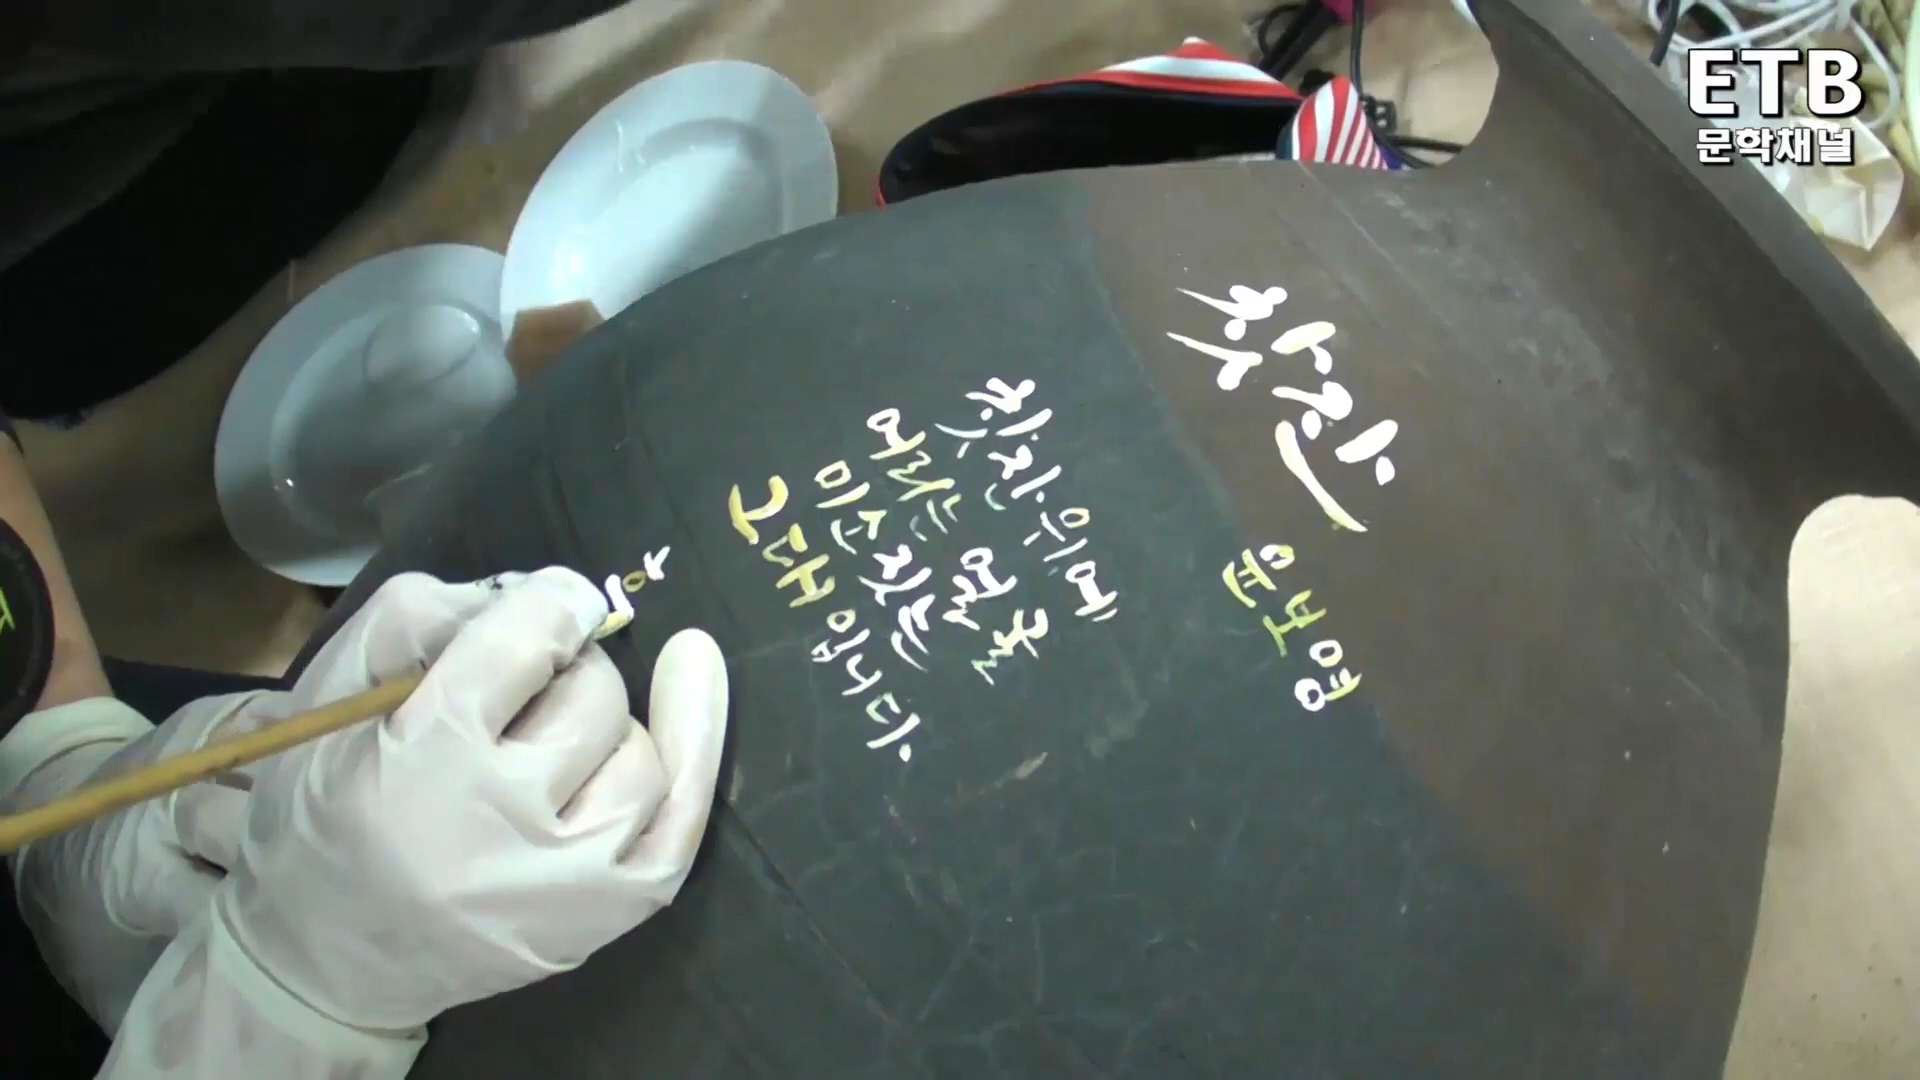 ETB
문학채널
찻잔
윤보영
찻잔 위에
어리는 얼굴
미소 짓는
그대입니다